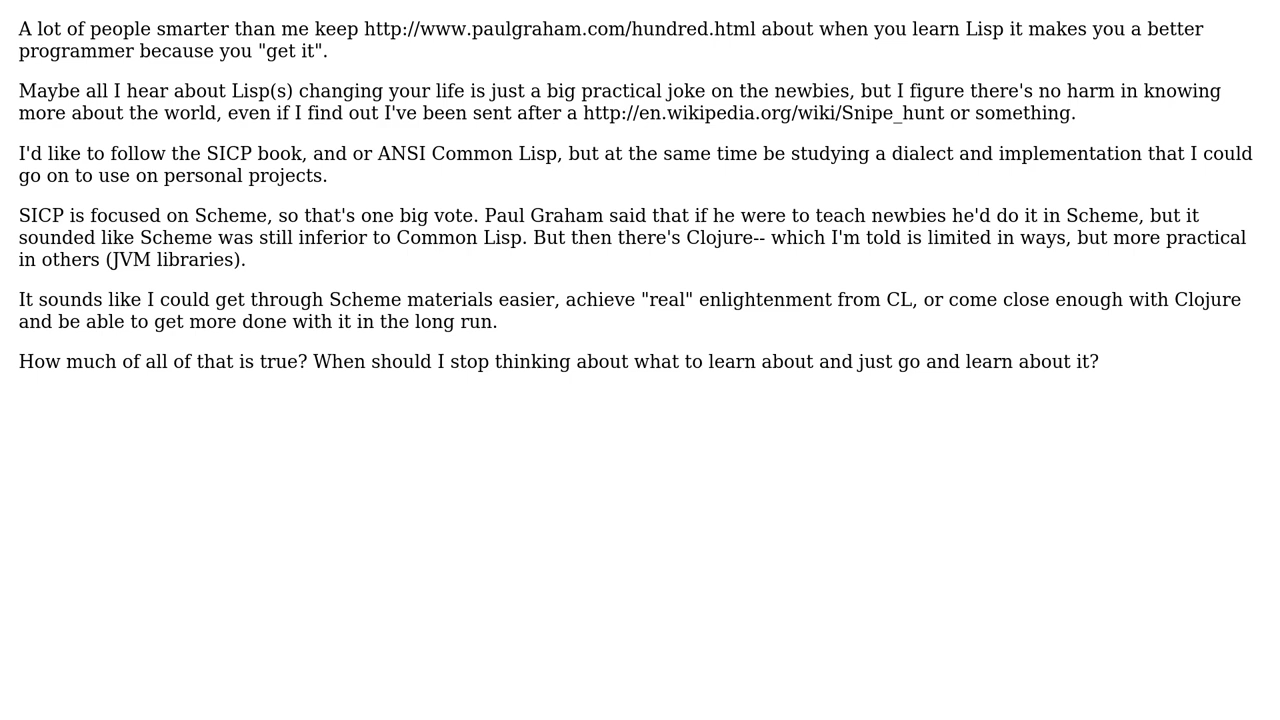 A lot of people smarter than me keep http://www.paulgraham.com/hundred.html about when you learn Lisp it makes you a better
programmer because you "get it".
Maybe all I hear about Lisp(s) changing your life is just a big practical joke on the newbies, but I figure there's no harm in knowing
more about the world, even if I find out I've been sent after a http://en.wikipedia.org/wiki/Snipe_hunt or something.
I'd like to follow the SICP book, and or ANSI Common Lisp, but at the same time be studying a dialect and implementation that I could
go on to use on personal projects.
SICP is focused on Scheme, so that's one big vote. Paul Graham said that if he were to teach newbies he'd do it in Scheme, but it
sounded like Scheme was still inferior to Common Lisp. But then there's Clojure-- which I'm told is limited in ways, but more practical
in others (JVM libraries).
It sounds like I could get through Scheme materials easier, achieve "real" enlightenment from CL, or come close enough with Clojure
and be able to get more done with it in the long run.
How much of all of that is true? When should I stop thinking about what to learn about and just go and learn about it?